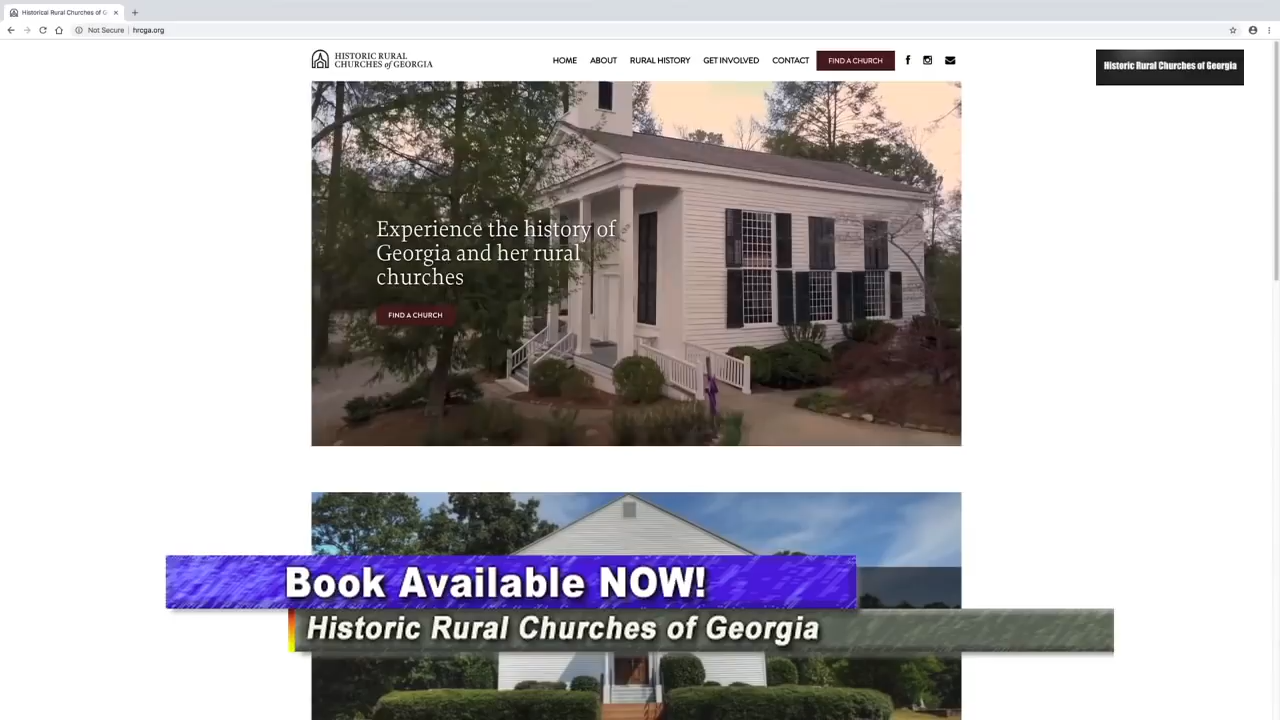 Historical Rural Churches of G
Not Secure | hrcga.org
HISTORIC RURAL
CHURCHES of GEORGIA
HOME ABOUT RURAL HISTORY GET INVOLVED CONTACT FIND A CHURCH
Historic Rural Churches of Georgia
Experience the history of
Georgia and her rural
churches
FIND A CHURCH
Book Available NOW!
Historic Rural Churches of Georgia